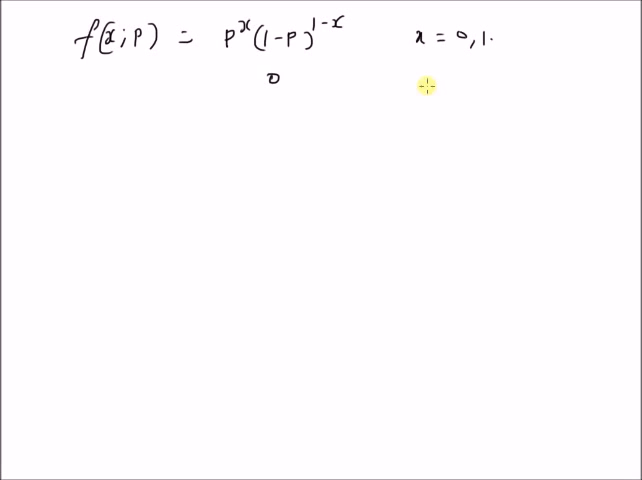 f(x;p) = p^x (1-p)^{1-x} x = 0,1.
0